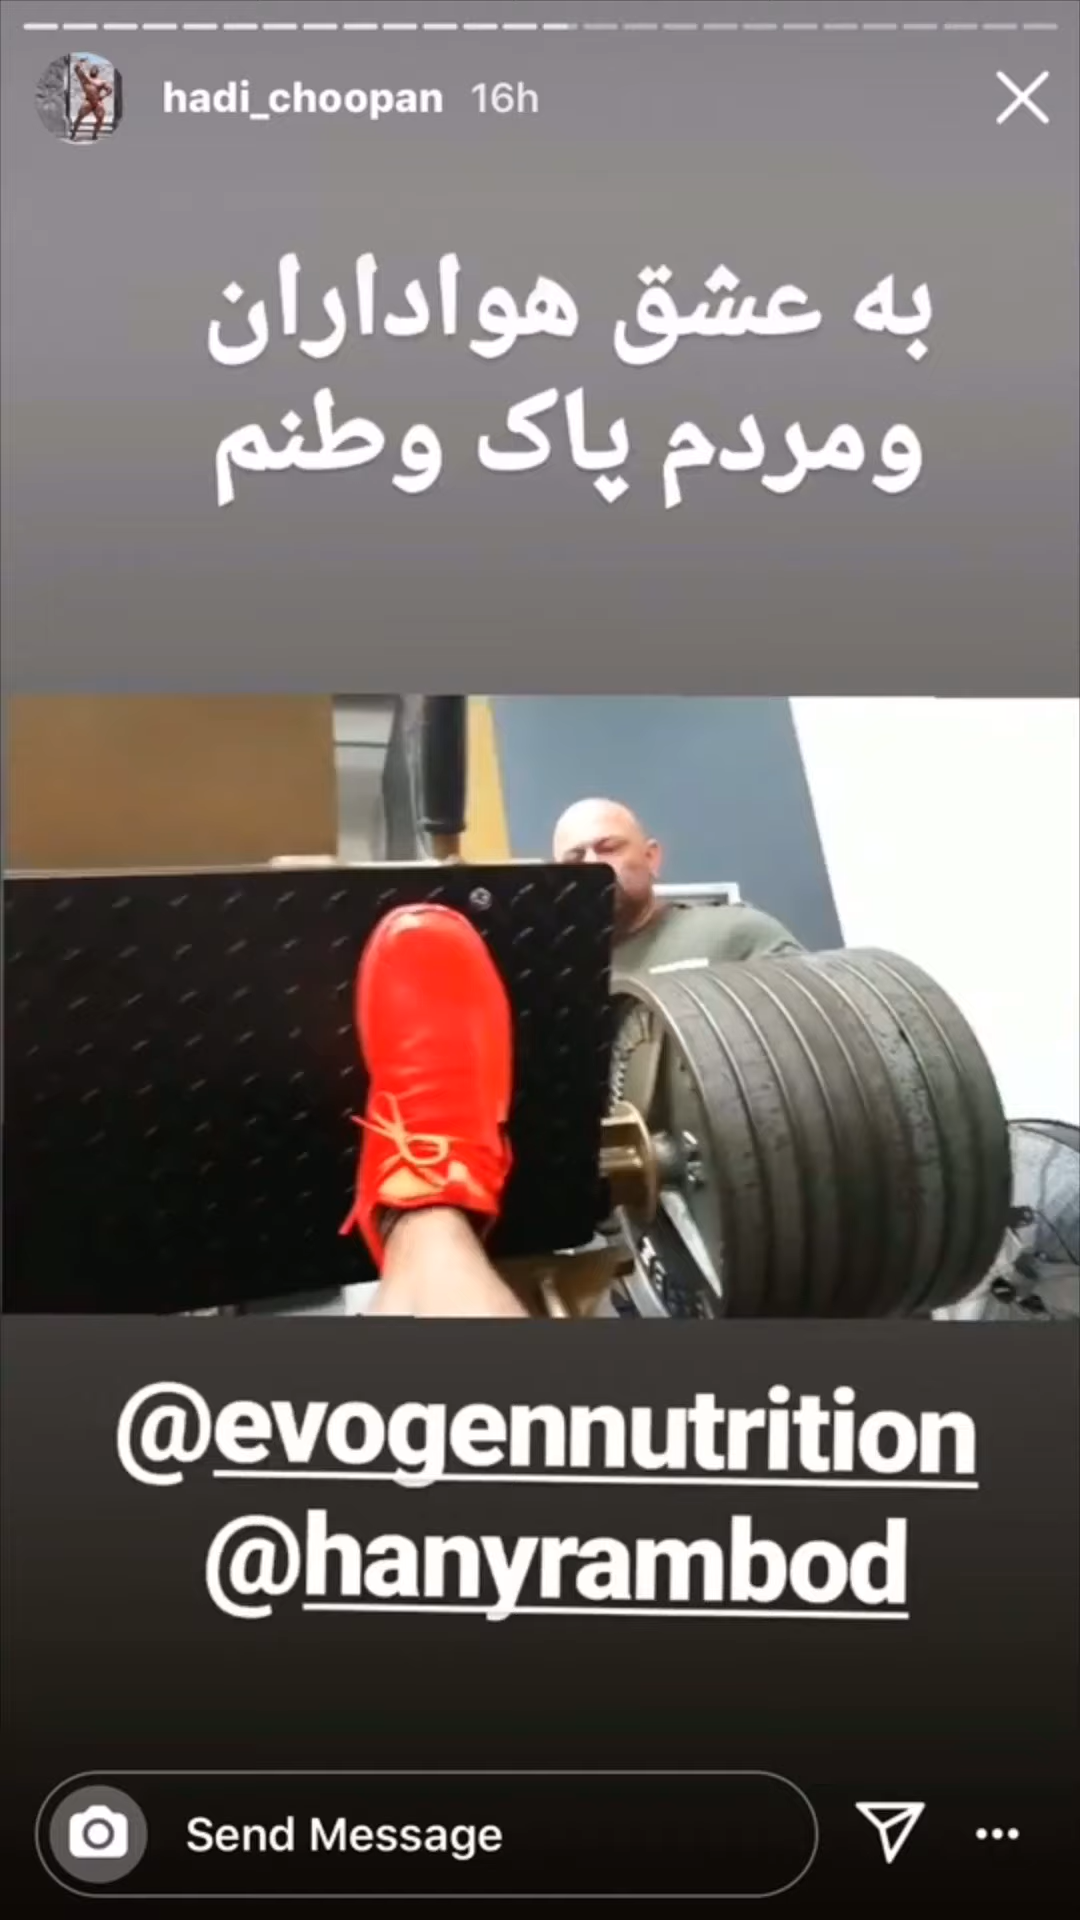 hadi_choopan 16h
به عشق هواداران
ومردم پاک وطنم
@evogennutrition
@hanyrambod
Send Message